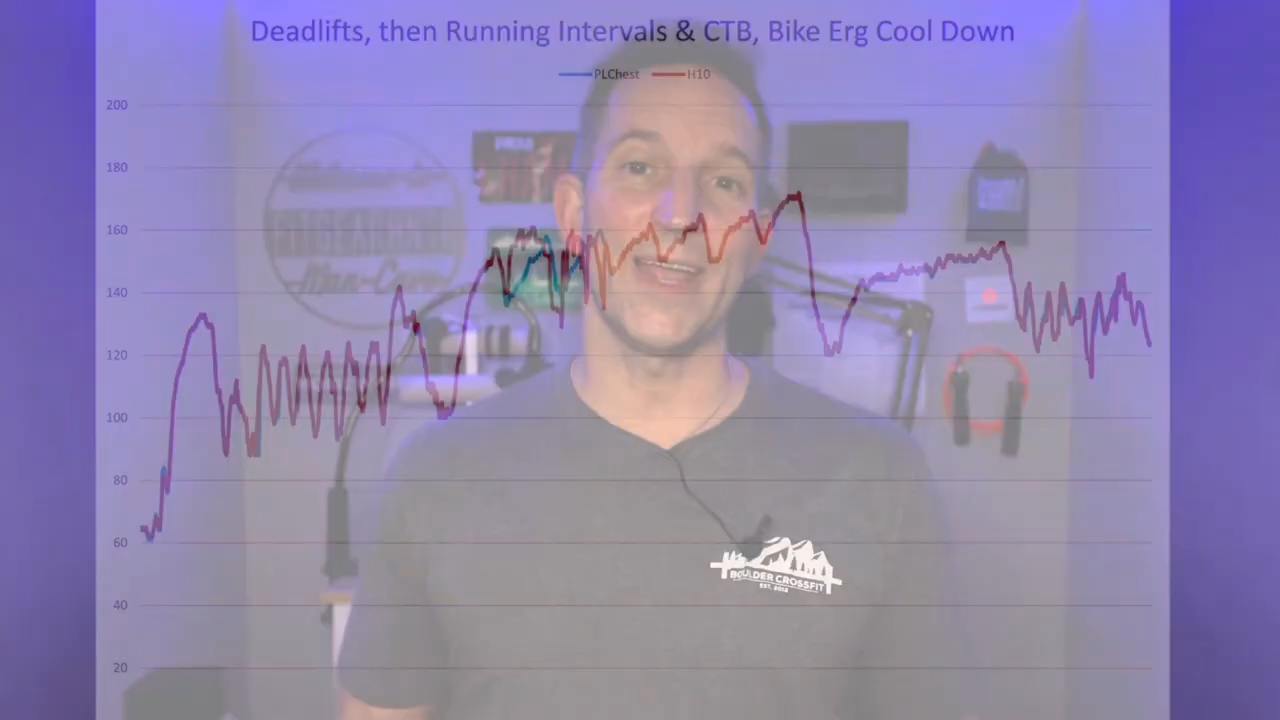 Deadlifts, then Running Intervals & CTB, Bike Erg Cool Down
PLChest H10
200
180
160
140
120
100
80
60
40
20
BOULDER CROSSFIT
EST. 2012